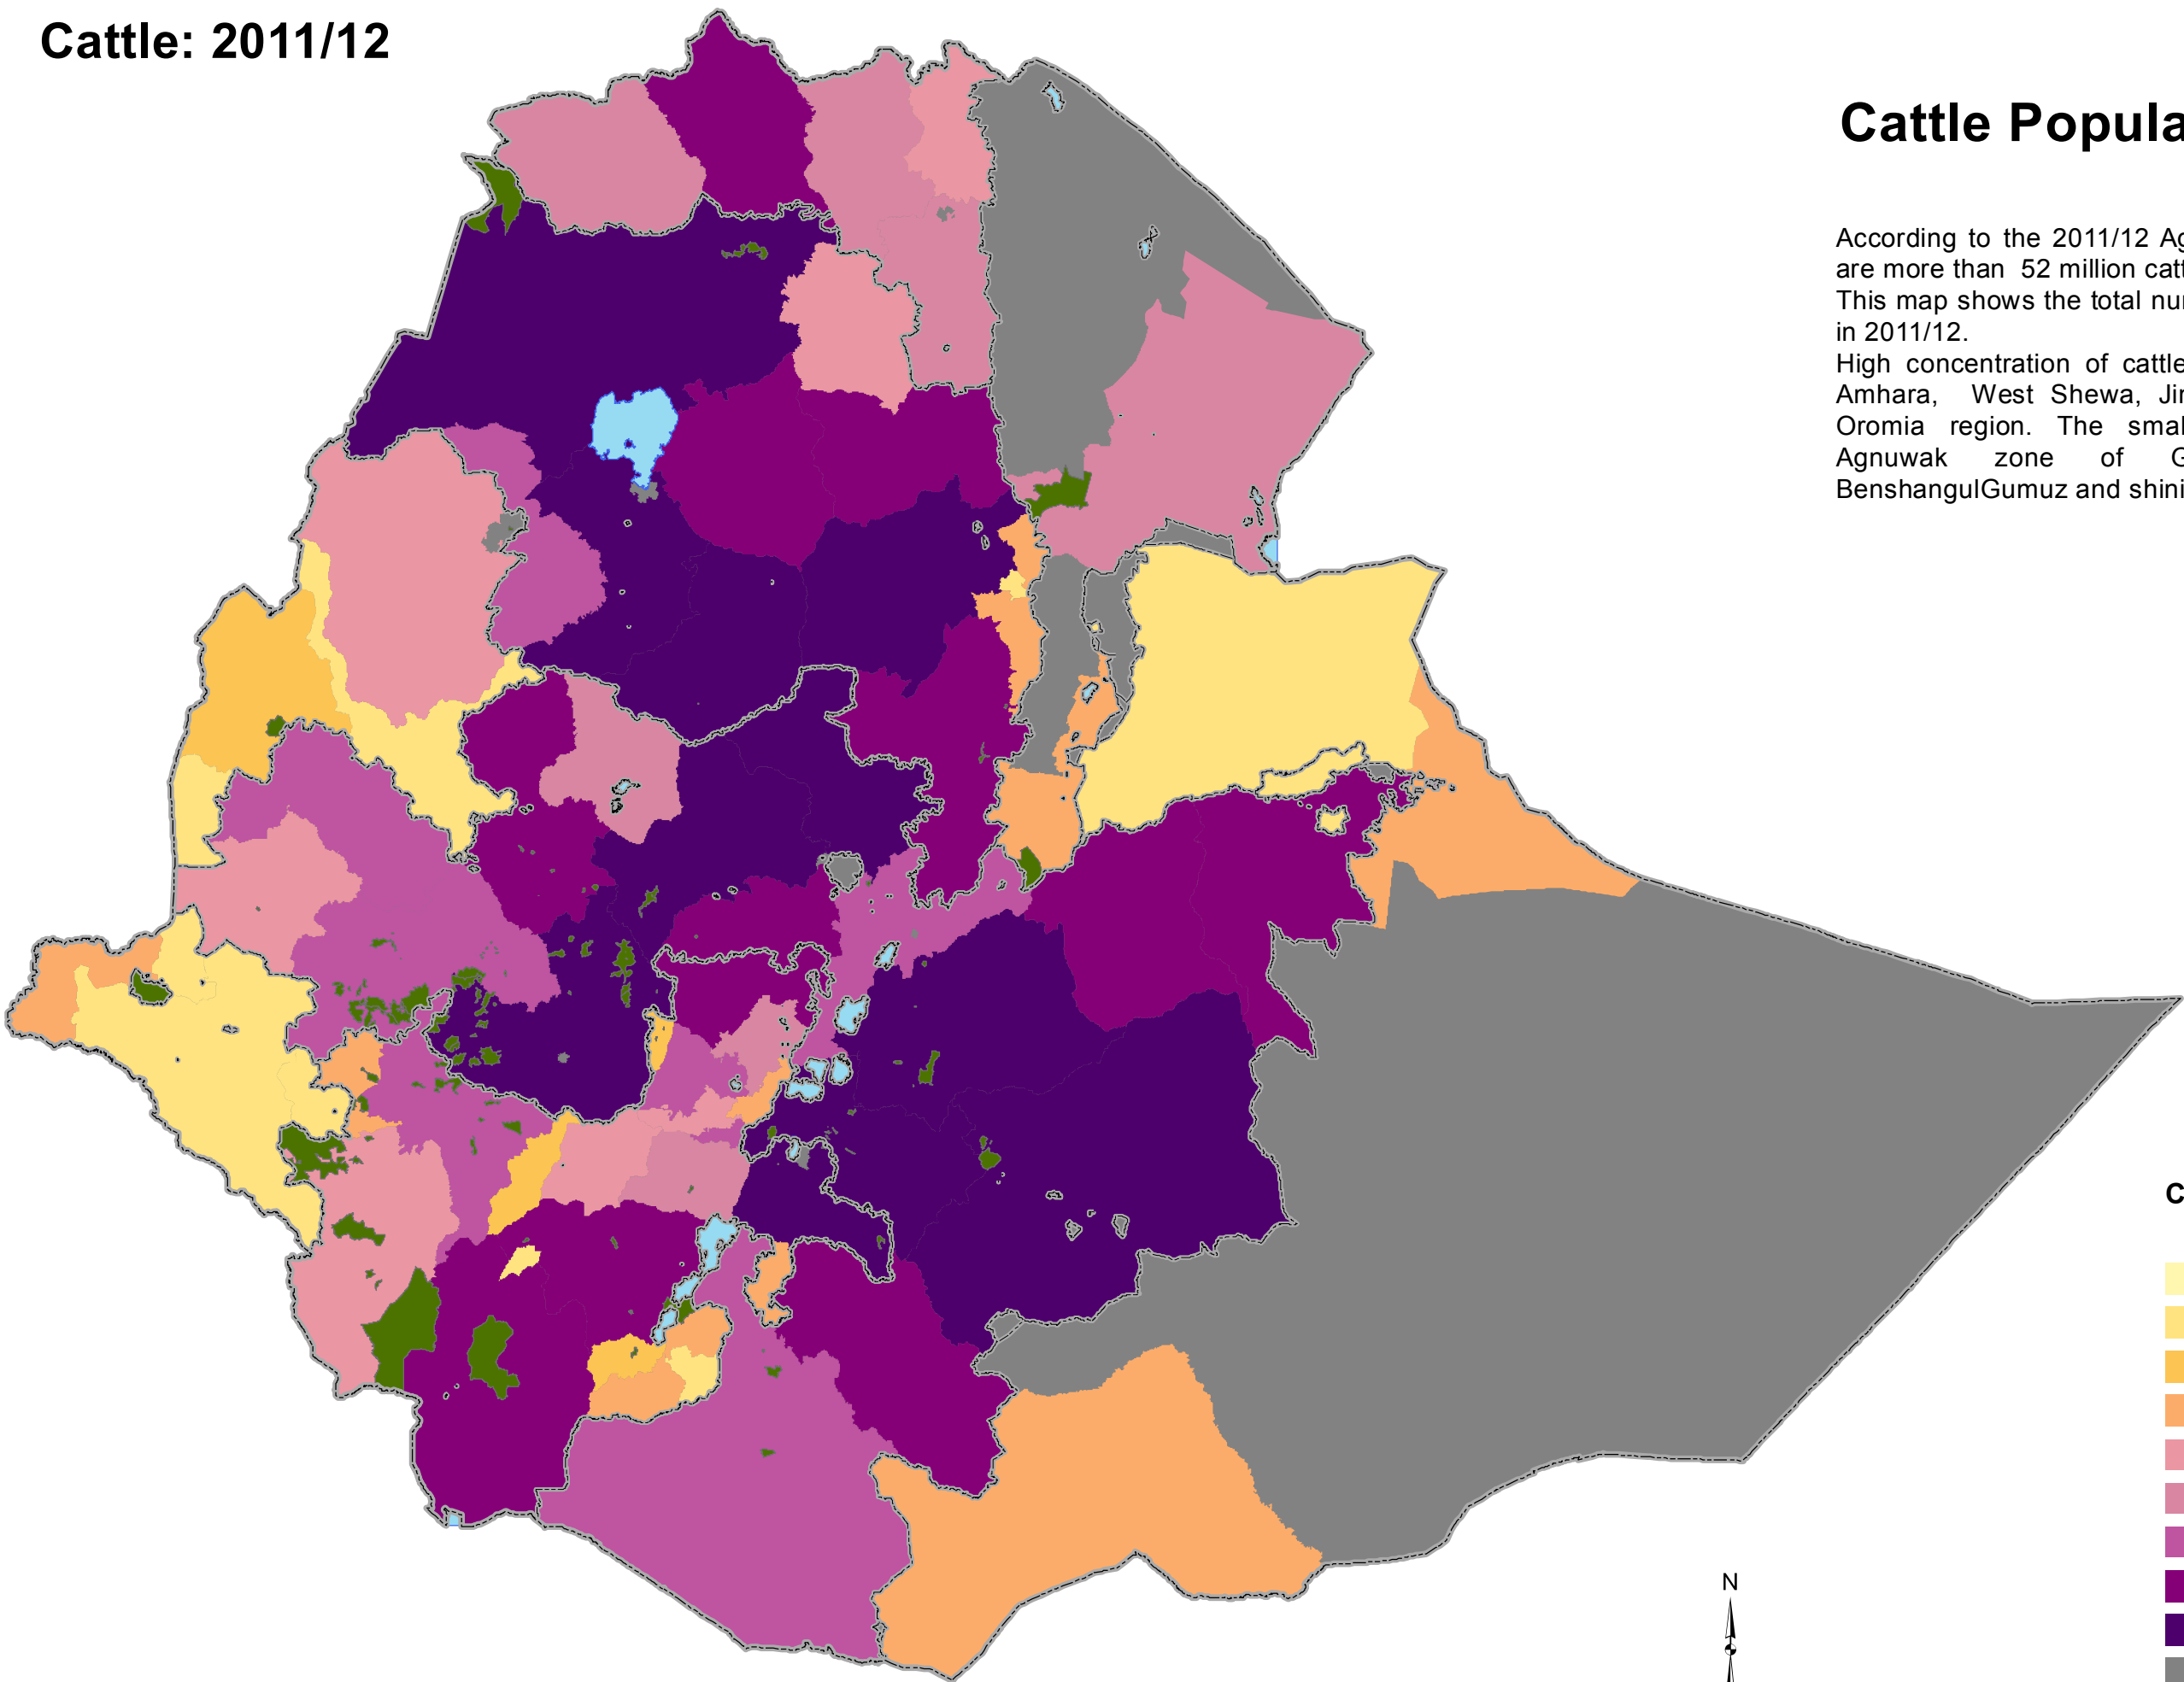 Cattle: 2011/12
Cattle Popula
According to the 2011/12 Ag
are more than 52 million catt
This map shows the total nu
in 2011/12.
High concentration of cattle
Amhara, West Shewa, Ji
Oromia region. The smal
Agnuwak zone of G
BenshangulGumuz and shini
C
N